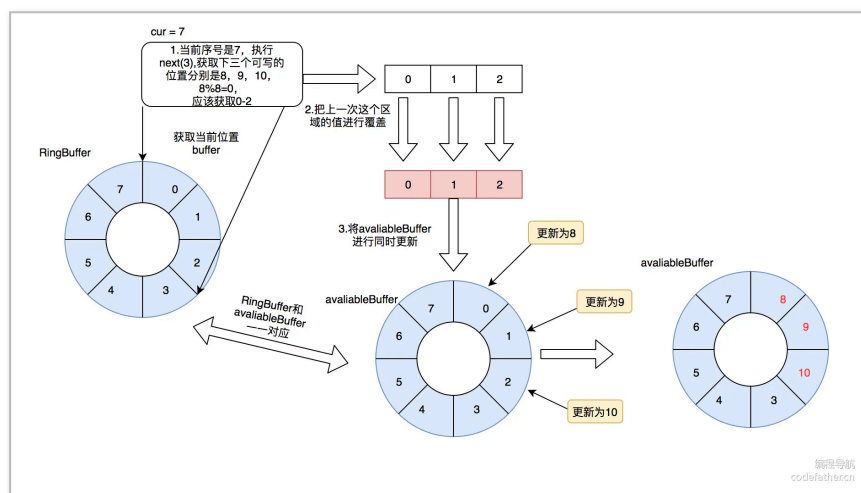 cur = 7
1.当前序号是7，执行
next(3),获取下三个可写的
位置分别是8，9，10，
8%8=0，
应该获取0-2
0 1 2
2.把上一次这个区
域的值进行覆盖
获取当前位置
buffer
RingBuffer
0 1 2
7 0
6 1
5 2
4 3
3.将avaliableBuffer
进行同时更新
更新为8
avaliableBuffer
RingBuffer和
avaliableBuffer
一一对应
avaliableBuffer
更新为9
7 0
6 1
5 2
4 3
更新为10
7 8
6 9
5 10
4 3
编程导航
codefather.cn